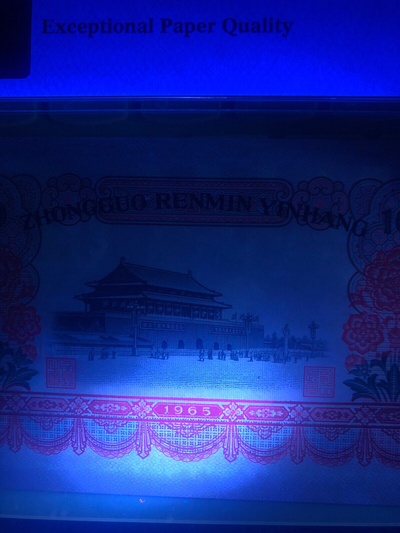 Exceptional Paper Quality
ZHONGGUO RENMIN YINHANG
1965